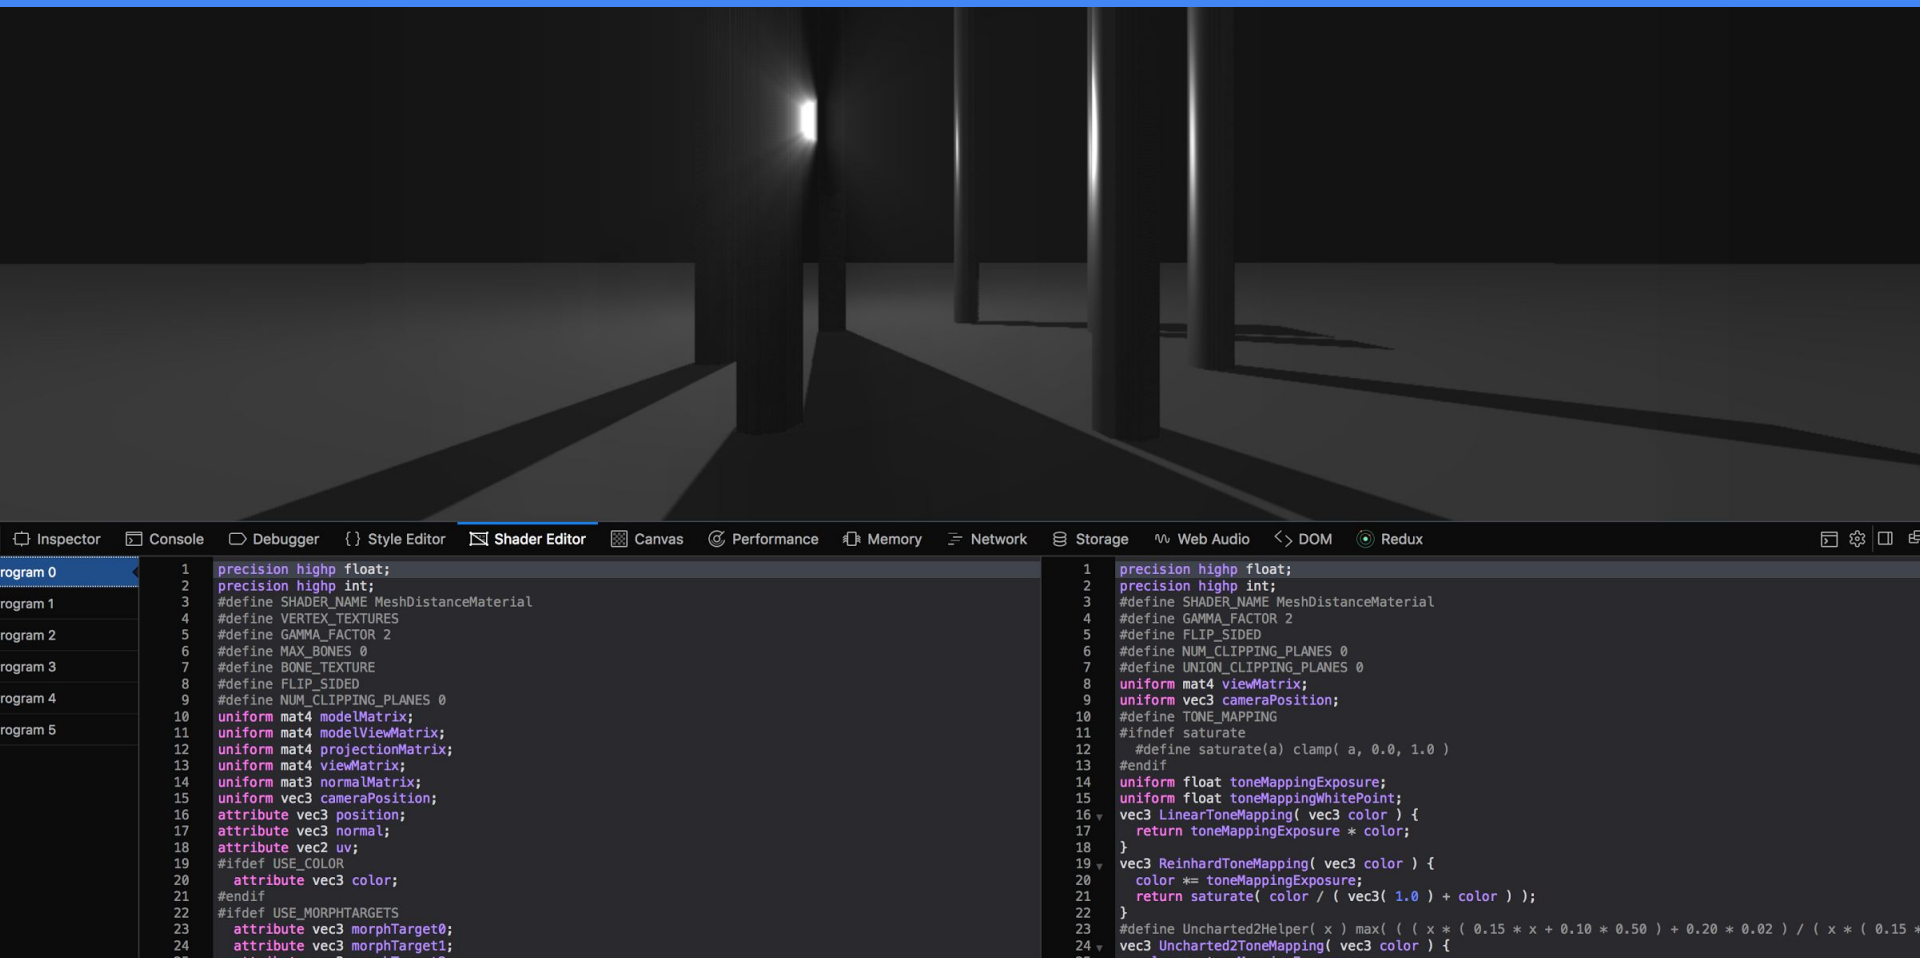 Inspector Console Debugger {} Style Editor Shader Editor Canvas Performance Memory Network Storage Web Audio DOM Redux
rogram 0
rogram 1
rogram 2
rogram 3
rogram 4
rogram 5
1 precision highp float;
2 precision highp int;
3 #define SHADER_NAME MeshDistanceMaterial
4 #define VERTEX_TEXTURES
5 #define GAMMA_FACTOR 2
6 #define MAX_BONES 0
7 #define BONE_TEXTURE
8 #define FLIP_SIDED
9 #define NUM_CLIPPING_PLANES 0
10 uniform mat4 modelMatrix;
11 uniform mat4 modelViewMatrix;
12 uniform mat4 projectionMatrix;
13 uniform mat4 viewMatrix;
14 uniform mat3 normalMatrix;
15 uniform vec3 cameraPosition;
16 attribute vec3 position;
17 attribute vec3 normal;
18 attribute vec2 uv;
19 #ifdef USE_COLOR
20 attribute vec3 color;
21 #endif
22 #ifdef USE_MORPHTARGETS
23 attribute vec3 morphTarget0;
24 attribute vec3 morphTarget1;
1 precision highp float;
2 precision highp int;
3 #define SHADER_NAME MeshDistanceMaterial
4 #define GAMMA_FACTOR 2
5 #define FLIP_SIDED
6 #define NUM_CLIPPING_PLANES 0
7 #define UNION_CLIPPING_PLANES 0
8 uniform mat4 viewMatrix;
9 uniform vec3 cameraPosition;
10 #define TONE_MAPPING
11 #ifndef saturate
12 #define saturate(a) clamp( a, 0.0, 1.0 )
13 #endif
14 uniform float toneMappingExposure;
15 uniform float toneMappingWhitePoint;
16 vec3 LinearToneMapping( vec3 color ) {
17 return toneMappingExposure * color;
18 }
19 vec3 ReinhardToneMapping( vec3 color ) {
20 color *= toneMappingExposure;
21 return saturate( color / ( vec3( 1.0 ) + color ) );
22 }
23 #define Uncharted2Helper( x ) max( ( ( x * ( 0.15 * x + 0.10 * 0.50 ) + 0.20 * 0.02 ) / ( x * ( 0.15 *
24 vec3 Uncharted2ToneMapping( vec3 color ) {